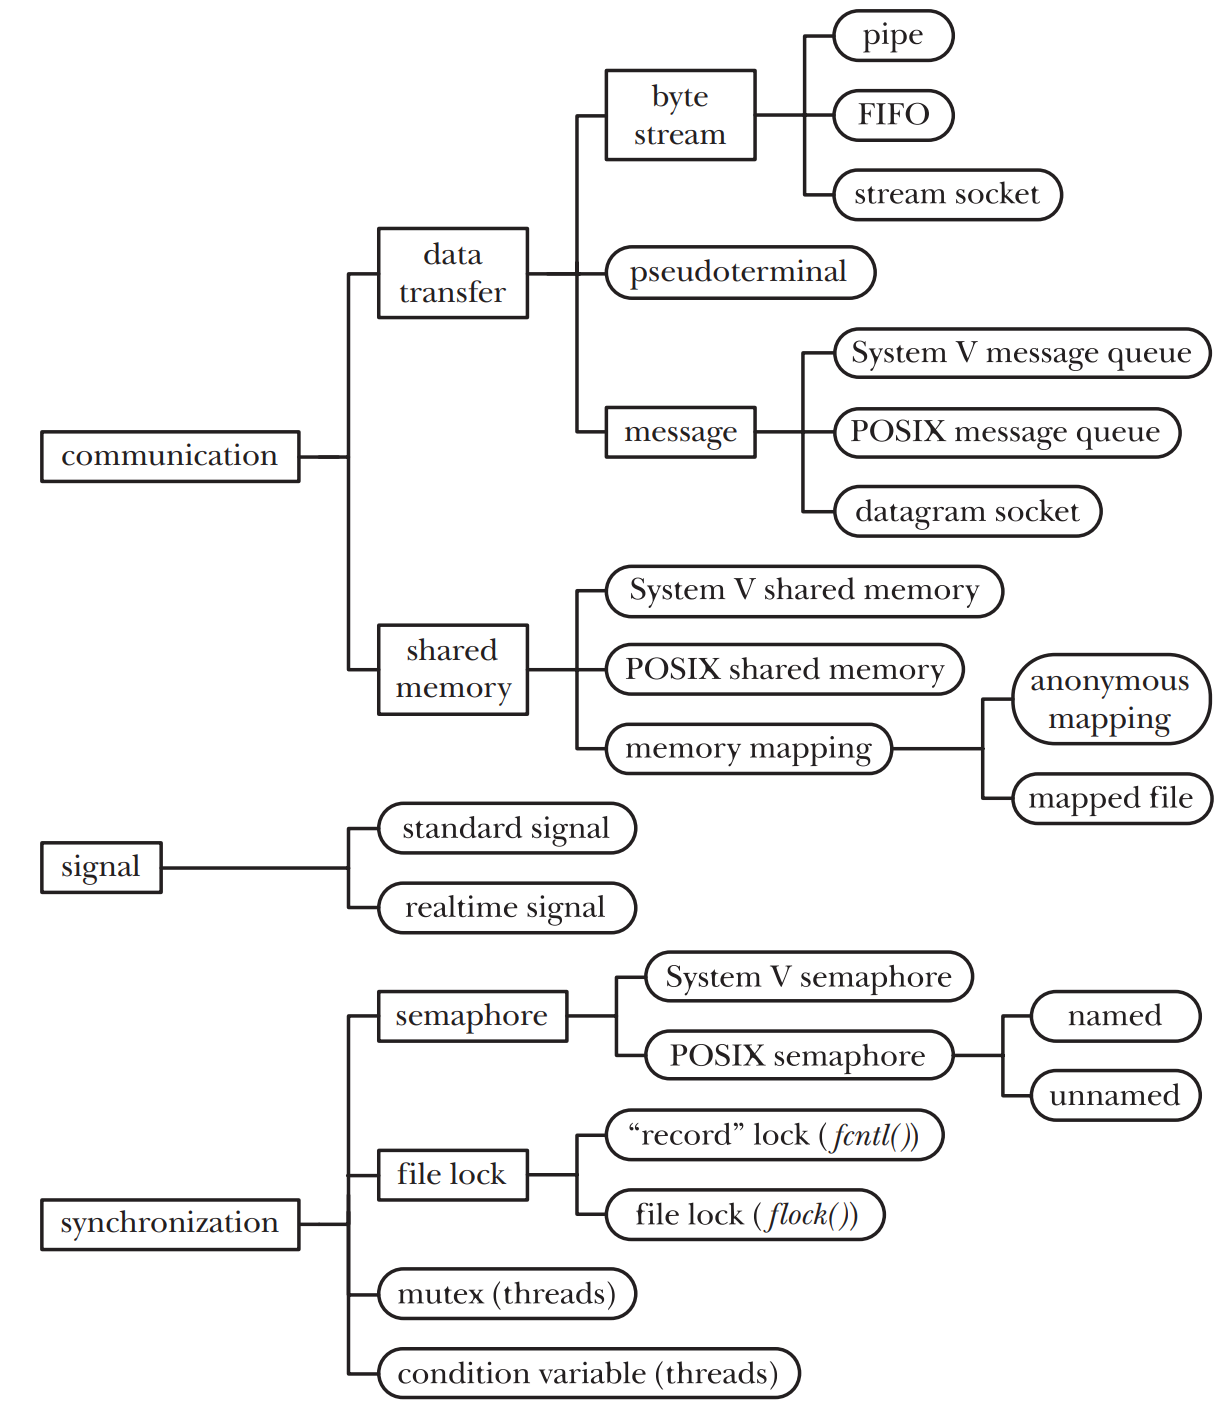 pipe
byte
stream
FIFO
stream socket
data
transfer
pseudoterminal
System V message queue
message
POSIX message queue
communication
datagram socket
System V shared memory
shared
memory
POSIX shared memory
anonymous
mapping
memory mapping
mapped file
standard signal
signal
realtime signal
System V semaphore
semaphore
named
POSIX semaphore
unnamed
“record” lock (fcntl())
file lock
file lock (flock())
synchronization
mutex (threads)
condition variable (threads)